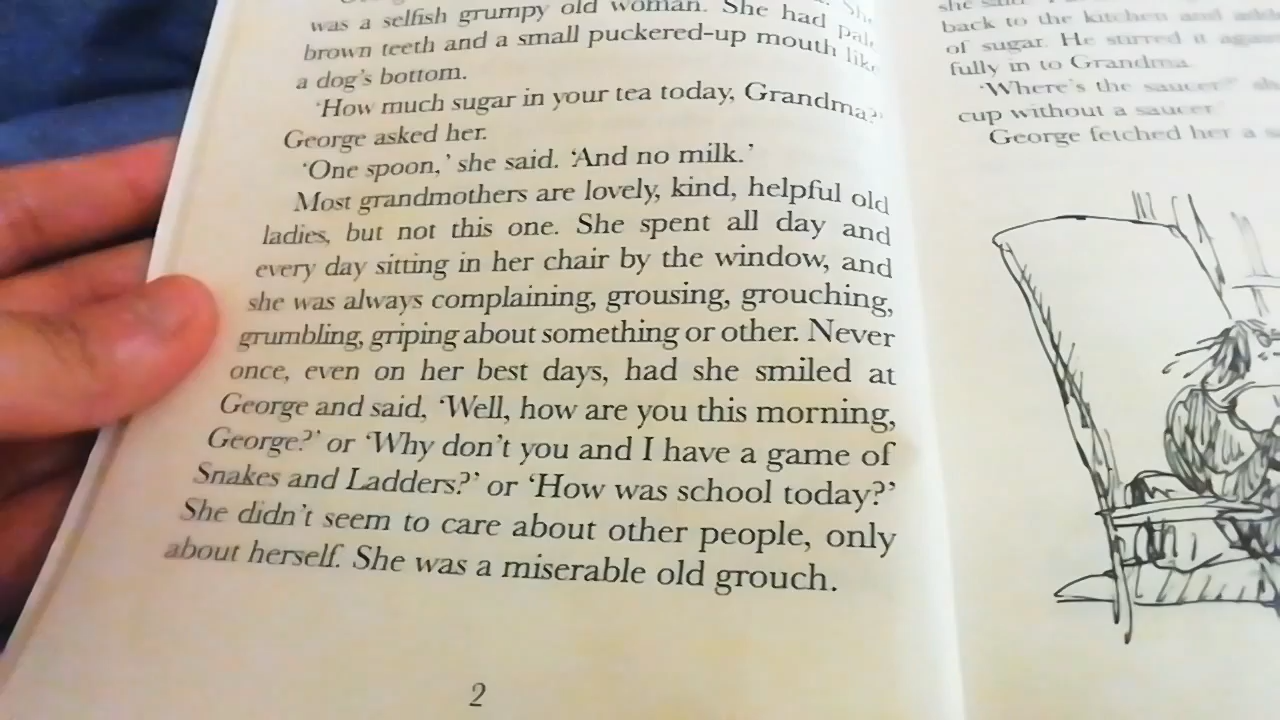 was a selfish grumpy old woman. She had pale
brown teeth and a small puckered-up mouth like
a dog's bottom.
'How much sugar in your tea today, Grandma?'
George asked her.
'One spoon,' she said. 'And no milk.'
Most grandmothers are lovely, kind, helpful old
ladies, but not this one. She spent all day and
every day sitting in her chair by the window, and
she was always complaining, grousing, grouching,
grumbling, griping about something or other. Never
once, even on her best days, had she smiled at
George and said, 'Well, how are you this morning,
George?' or 'Why don't you and I have a game of
Snakes and Ladders?' or 'How was school today?'
She didn't seem to care about other people, only
about herself. She was a miserable old grouch.
2
back to the kitchen and
of sugar. He stirred it
fully in to Grandma.
'Where's the saucer?'
cup without a saucer.'
George fetched her a